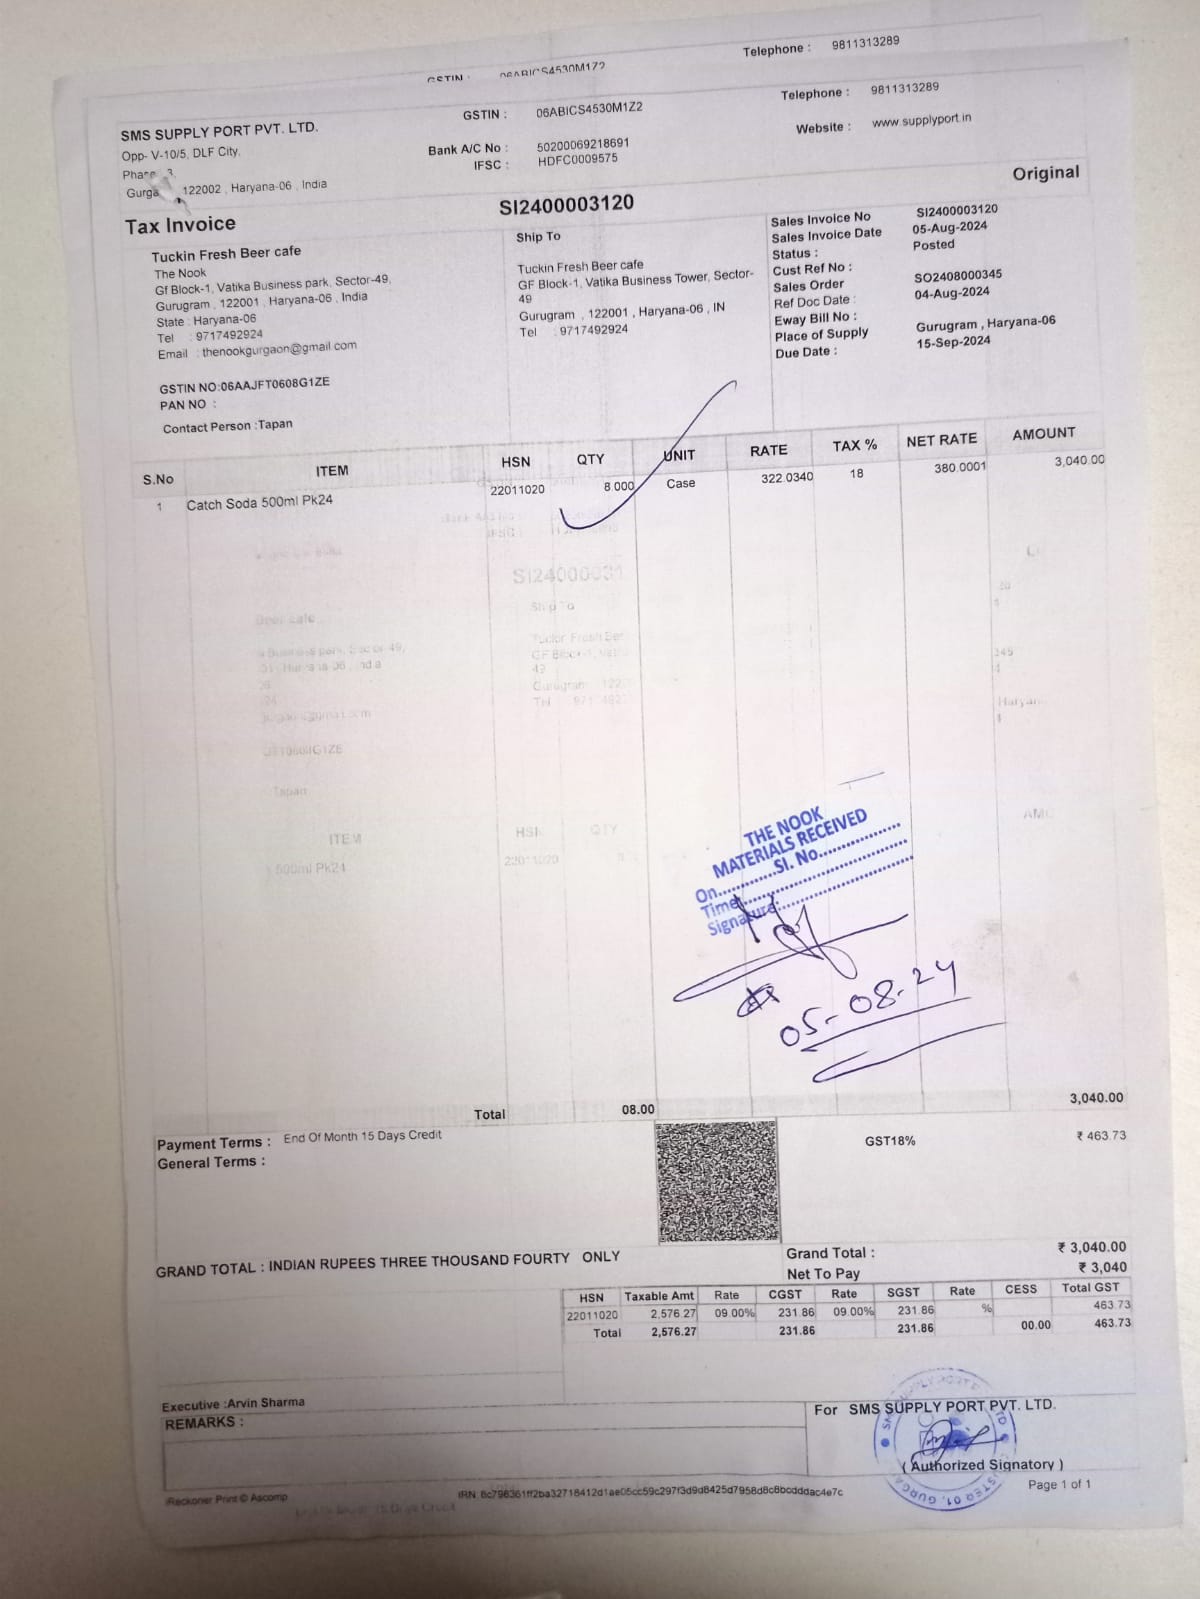 GSTIN : 06ABICS4530M1Z2 Telephone : 9811313289
SMS SUPPLY PORT PVT. LTD. GSTIN : 06ABICS4530M1Z2 Telephone : 9811313289
Opp- V-10/5, DLF City, Bank A/C No : 50200069218691 Website : www.supplyport.in
IFSC : HDFC0009575
122002 , Haryana-06 , India
Original
Tax Invoice SI2400003120
Tuckin Fresh Beer cafe
The Nook
Gf Block-1, Vatika Business park, Sector-49,
Gurugram , 122001 , Haryana-06 , India
State : Haryana-06
Tel : 9717492924
Email : thenookgurgaon@gmail.com
GSTIN NO:06AAJFT0608G1ZE
PAN NO :
Contact Person :Tapan
Ship To
Tuckin Fresh Beer cafe
GF Block-1, Vatika Business Tower, Sector-
49
Gurugram , 122001 , Haryana-06 , IN
Tel : 9717492924
Sales Invoice No SI2400003120
Sales Invoice Date 05-Aug-2024
Status : Posted
Cust Ref No :
Sales Order SO2408000345
Ref Doc Date : 04-Aug-2024
Eway Bill No :
Place of Supply Gurugram , Haryana-06
Due Date : 15-Sep-2024
S.No ITEM HSN QTY UNIT RATE TAX % NET RATE AMOUNT
1 Catch Soda 500ml Pk24 22011020 8.000 Case 322.0340 18 380.0001 3,040.00
THE NOOK
MATERIALS RECEIVED
On............Sl. No.................
Time.................................
Signature...........................
05-08-24
Total 08.00 3,040.00
Payment Terms : End Of Month 15 Days Credit GST18% ₹ 463.73
General Terms :
GRAND TOTAL : INDIAN RUPEES THREE THOUSAND FOURTY ONLY
Grand Total : ₹ 3,040.00
Net To Pay ₹ 3,040
HSN Taxable Amt Rate CGST Rate SGST Rate CESS Total GST
22011020 2,576.27 09.00% 231.86 09.00% 231.86 % 463.73
Total 2,576.27 231.86 231.86 00.00 463.73
Executive :Arvin Sharma
REMARKS :
For SMS SUPPLY PORT PVT. LTD.
( Authorized Signatory )
iReckoner Print © Ascomp
Page 1 of 1